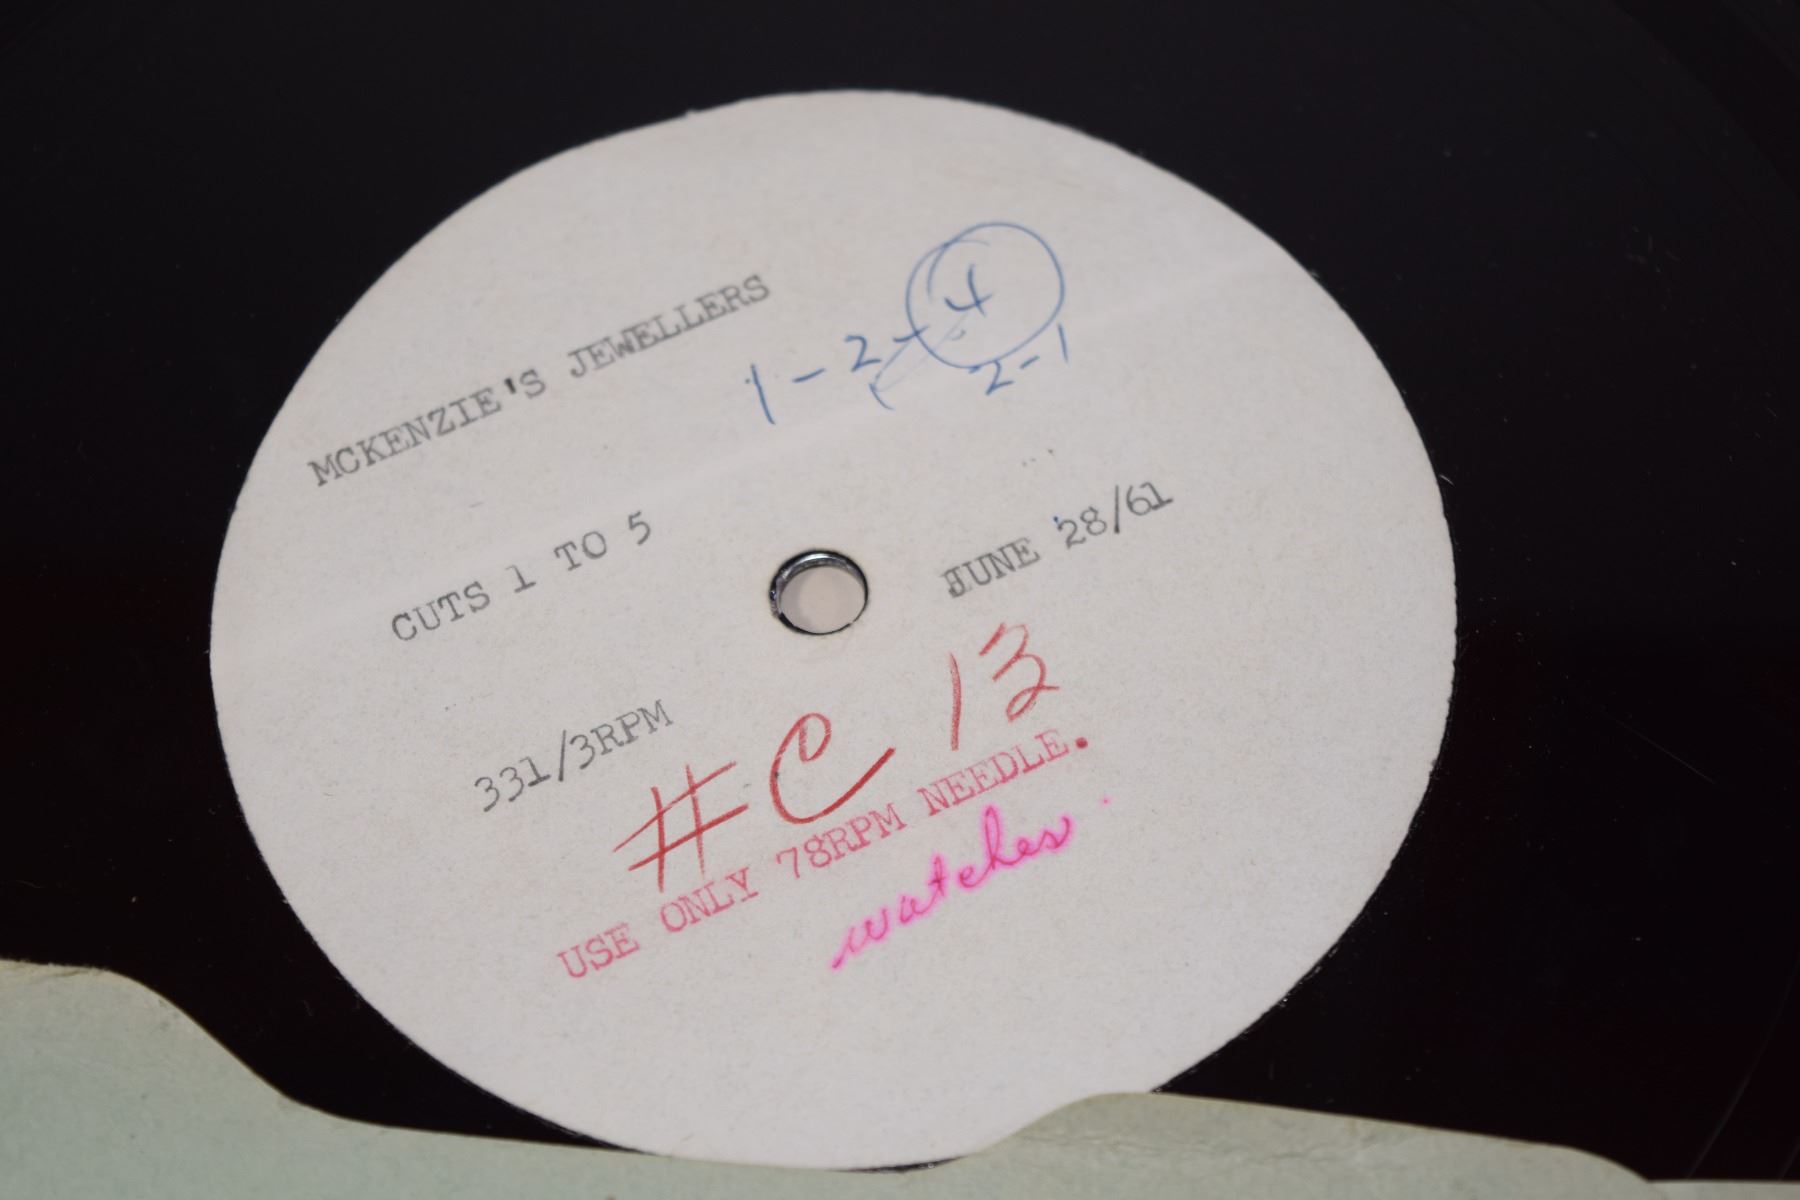 MCKENZIE'S JEWELLERS
1-2-4
2-1
CUTS 1 TO 5
JUNE 28/61
331/3RPM
#C 13
USE ONLY 78RPM NEEDLE.
watches